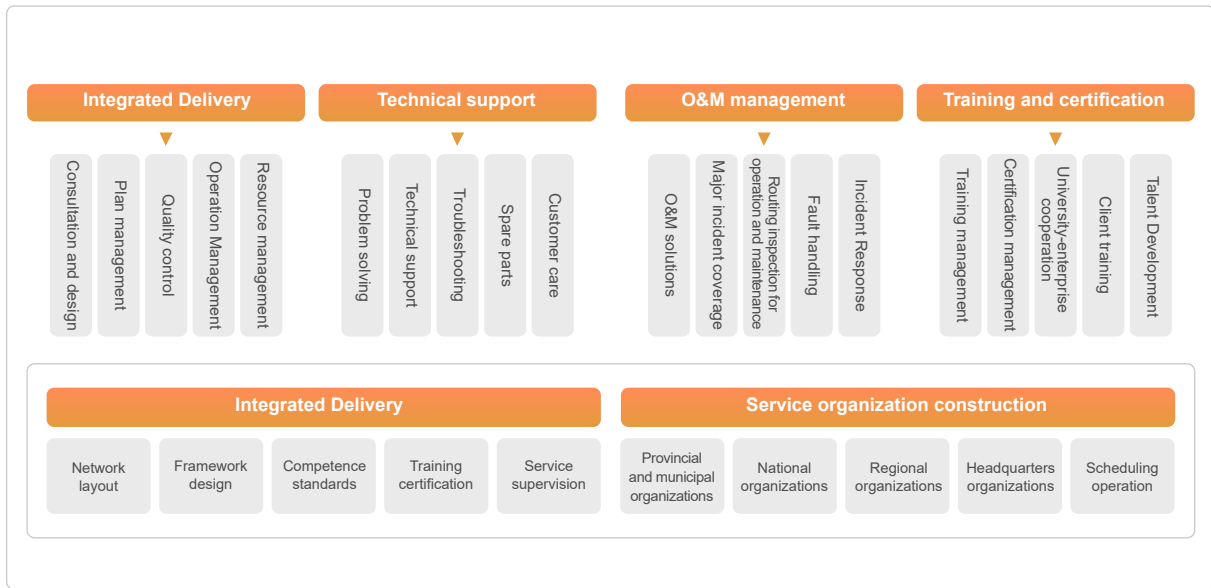 Integrated Delivery
Consultation and design
Plan management
Quality control
Operation Management
Resource management
Technical support
Problem solving
Technical support
Troubleshooting
Spare parts
Customer care
O&M management
O&M solutions
Major incident coverage
Routing inspection for
operation and maintenance
Fault handling
Incident Response
Training and certification
Training management
Certification management
University-enterprise
cooperation
Client training
Talent Development
Integrated Delivery
Network
layout
Framework
design
Competence
standards
Training
certification
Service
supervision
Service organization construction
Provincial
and municipal
organizations
National
organizations
Regional
organizations
Headquarters
organizations
Scheduling
operation